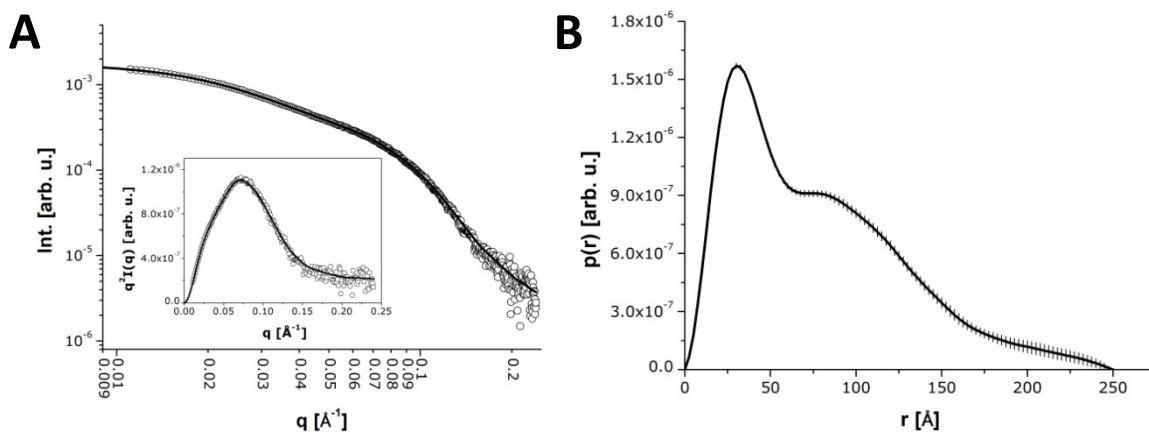 A
Int. [arb. u.]
10⁻³
10⁻⁴
10⁻⁵
10⁻⁶
0.009
0.01
0.02
0.03
0.04
0.05
0.06
0.07
0.08
0.09
0.1
0.2
q [Å⁻¹]
q²I(q) [arb. u.]
1.2x10⁻⁶
8.0x10⁻⁷
4.0x10⁻⁷
0.0
0.00
0.05
0.10
0.15
0.20
0.25
q [Å⁻¹]
B
p(r) [arb. u.]
1.8x10⁻⁶
1.5x10⁻⁶
1.2x10⁻⁶
9.0x10⁻⁷
6.0x10⁻⁷
3.0x10⁻⁷
0.0
0
50
100
150
200
250
r [Å]